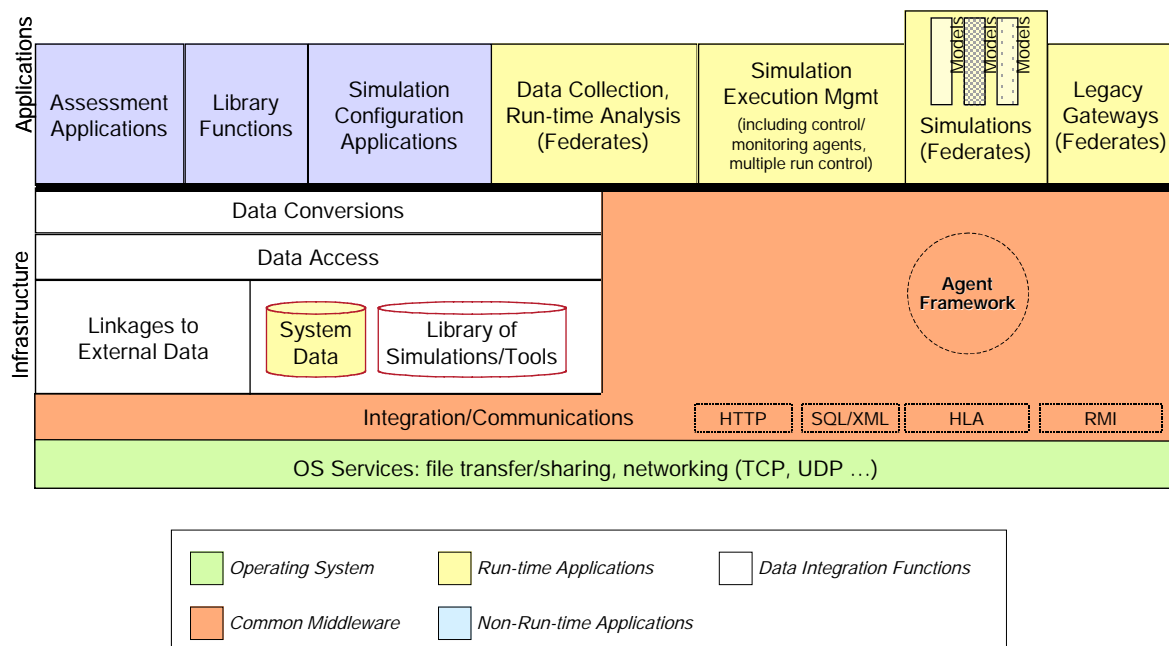 Applications
Assessment
Applications
Library
Functions
Simulation
Configuration
Applications
Data Collection,
Run-time Analysis
(Federates)
Simulation
Execution Mgmt
(including control/
monitoring agents,
multiple run control)
Models
Models
Models
Simulations
(Federates)
Legacy
Gateways
(Federates)
Infrastructure
Data Conversions
Data Access
Linkages to
External Data
System
Data
Library of
Simulations/Tools
Agent
Framework
Integration/Communications
HTTP
SQL/XML
HLA
RMI
OS Services: file transfer/sharing, networking (TCP, UDP …)
Operating System
Run-time Applications
Data Integration Functions
Common Middleware
Non-Run-time Applications